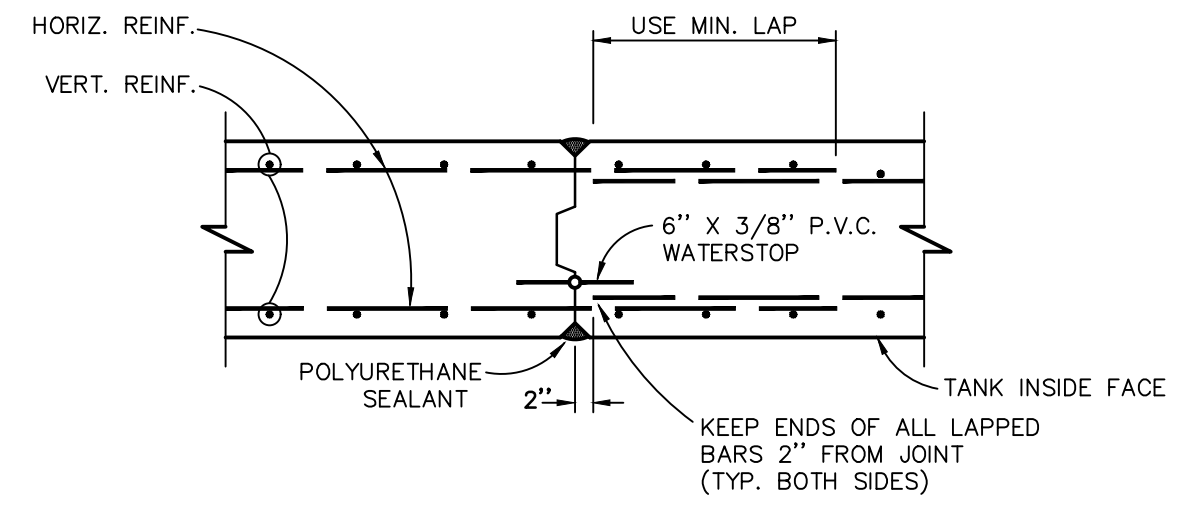 HORIZ. REINF.
USE MIN. LAP
VERT. REINF.
6" X 3/8" P.V.C.
WATERSTOP
POLYURETHANE
SEALANT
2"
TANK INSIDE FACE
KEEP ENDS OF ALL LAPPED
BARS 2" FROM JOINT
(TYP. BOTH SIDES)